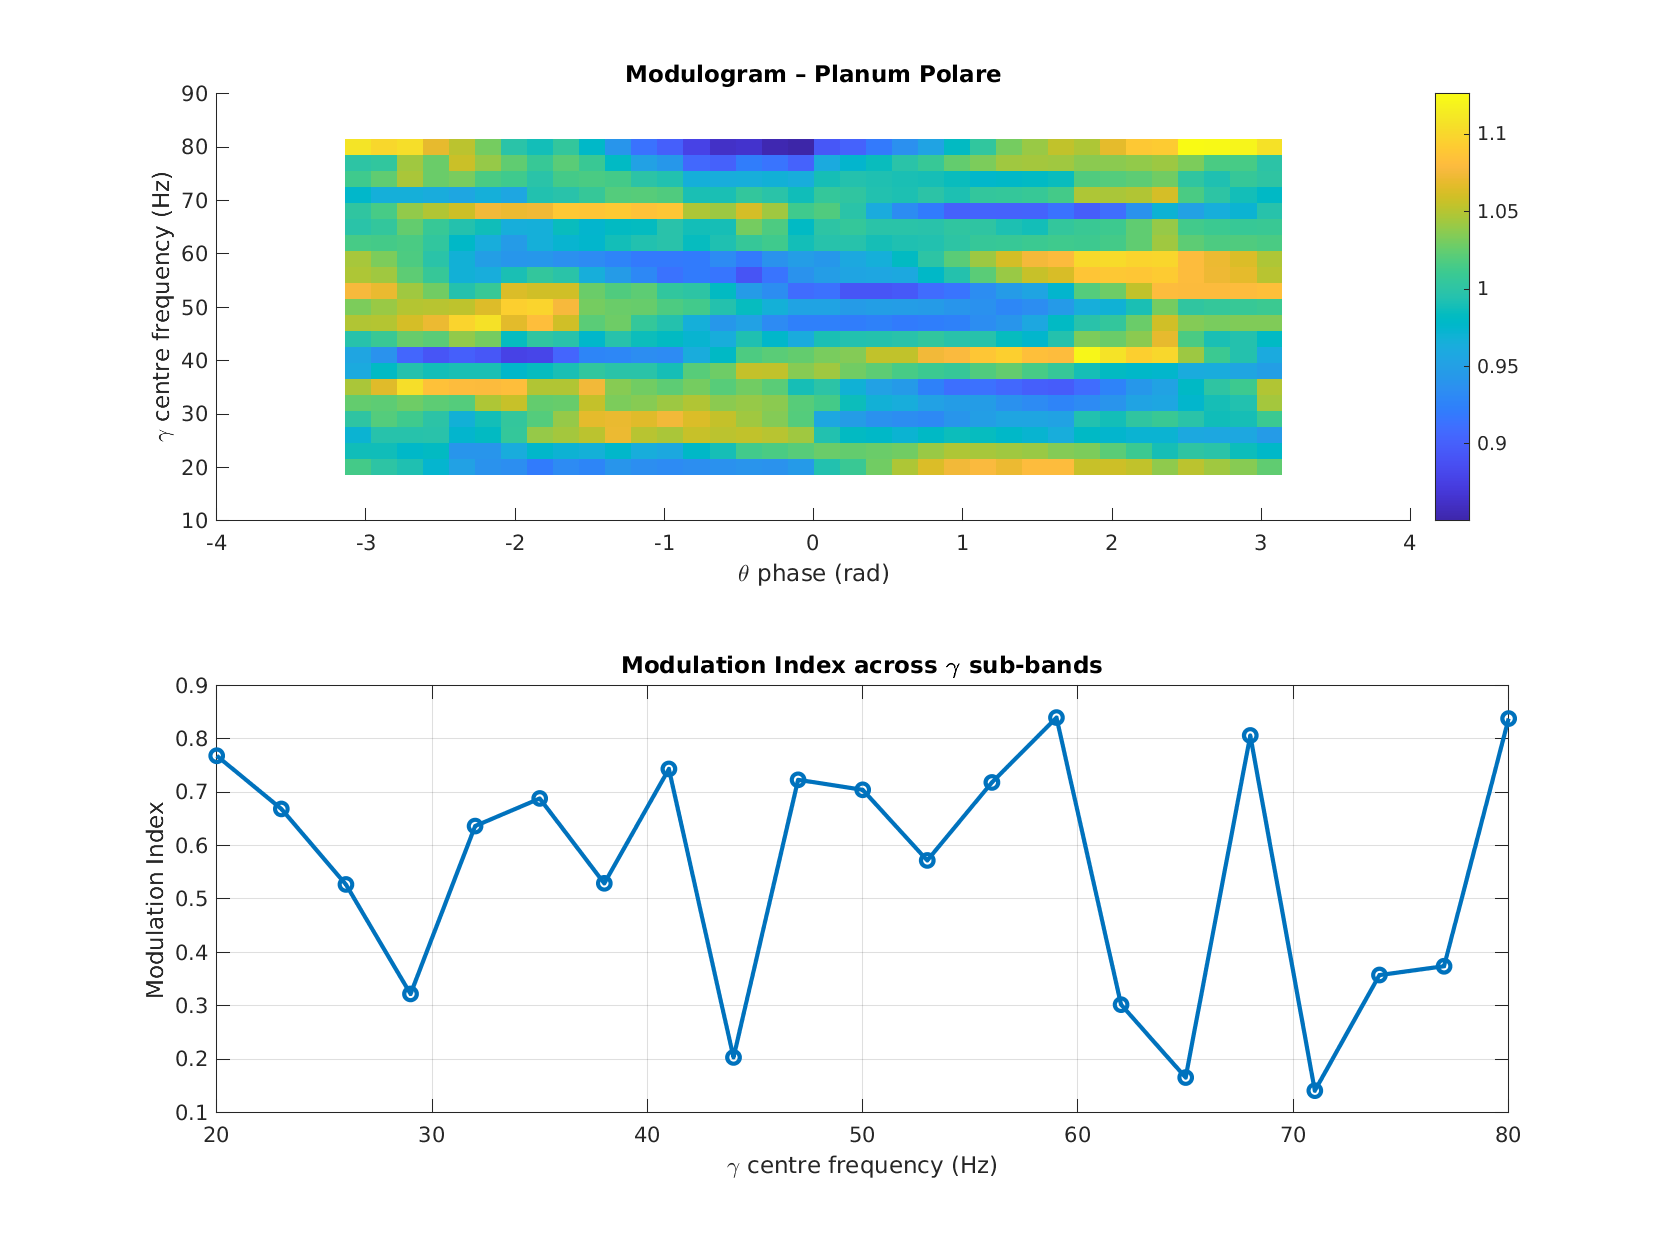 Modulogram – Planum Polare
90
80
70
60
50
40
30
20
10
γ centre frequency (Hz)
-4 -3 -2 -1 0 1 2 3 4
θ phase (rad)
1.1
1.05
1
0.95
0.9
Modulation Index across γ sub-bands
0.9
0.8
0.7
0.6
0.5
0.4
0.3
0.2
0.1
Modulation Index
20 30 40 50 60 70 80
γ centre frequency (Hz)